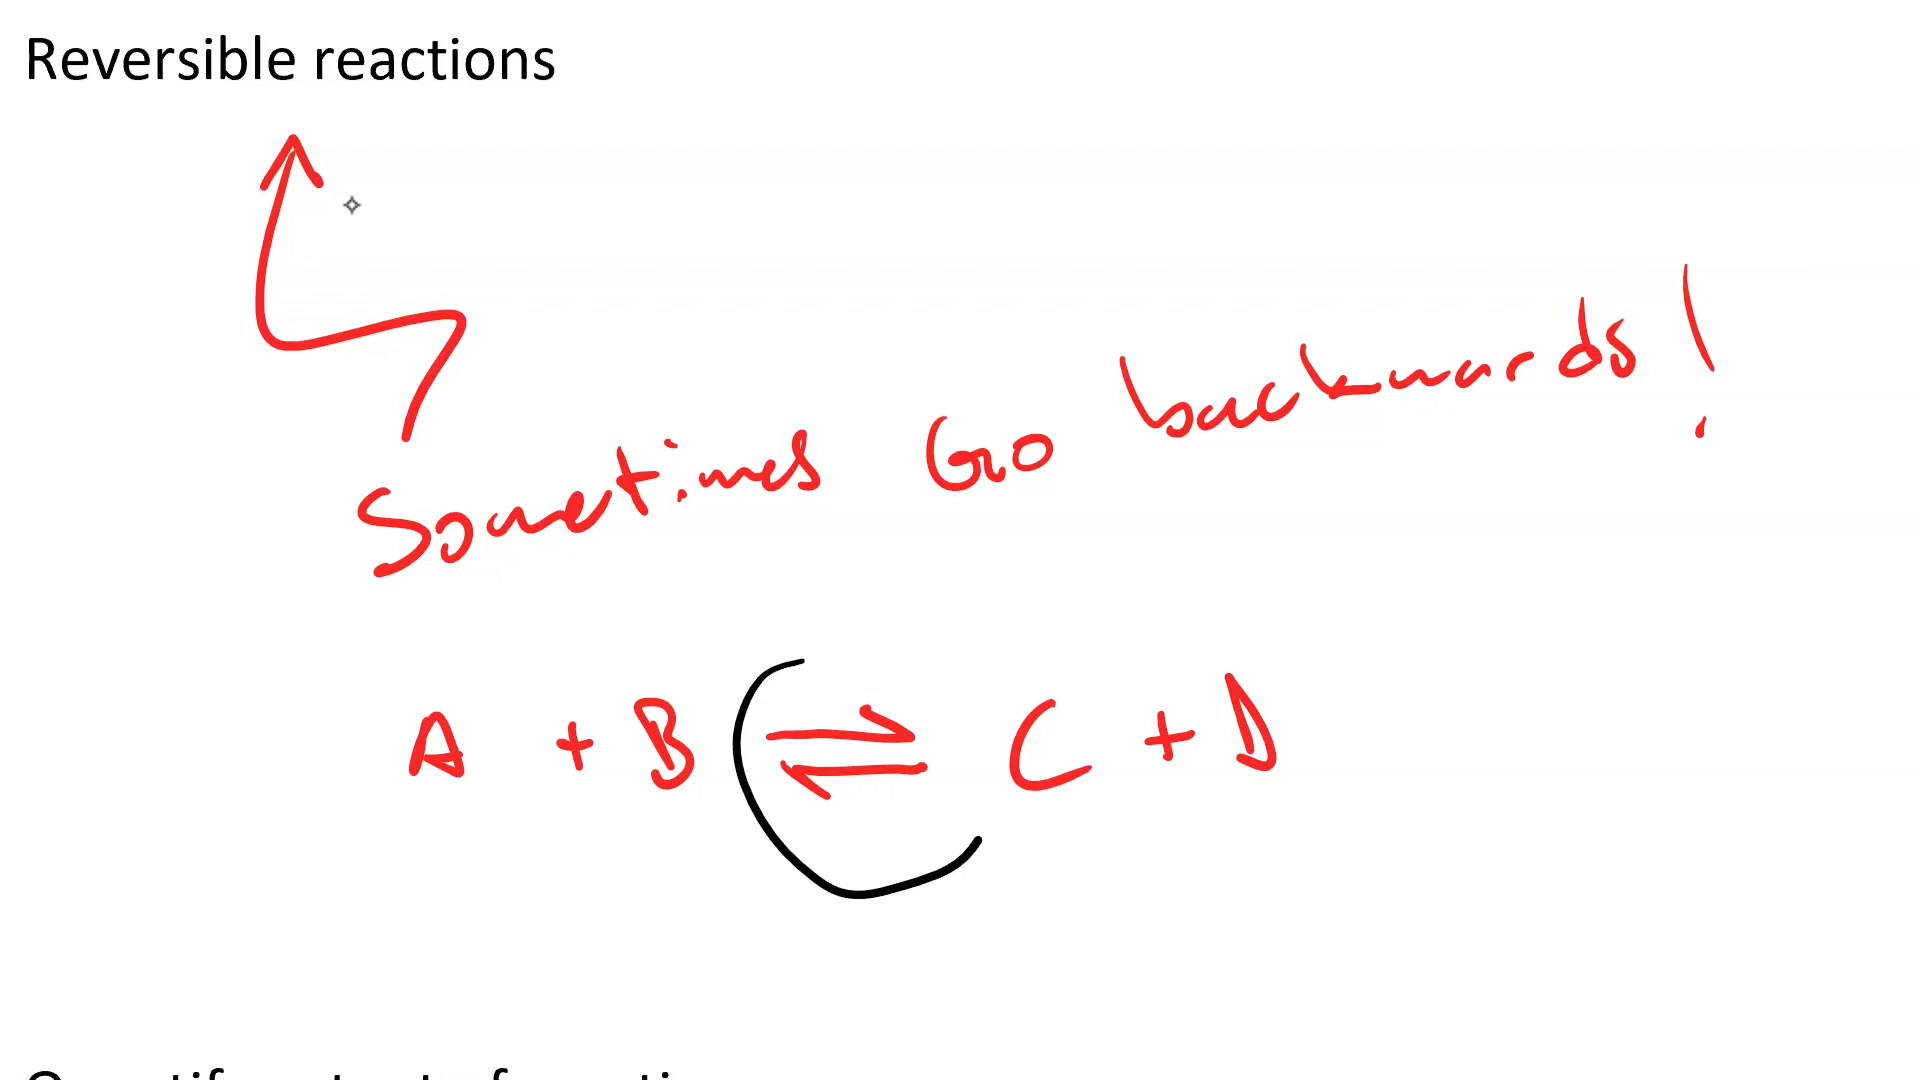 Reversible reactions
Sometimes Go backwards!
A + B ⇌ C + D